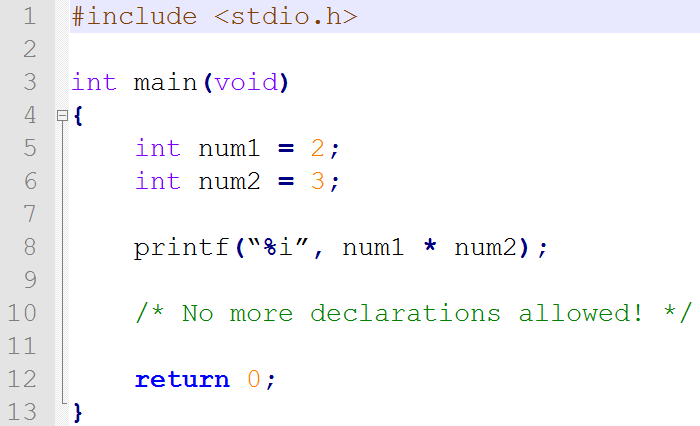 1 #include <stdio.h>
2
3 int main(void)
4 {
5 int num1 = 2;
6 int num2 = 3;
7
8 printf(“%i”, num1 * num2);
9
10 /* No more declarations allowed! */
11
12 return 0;
13 }